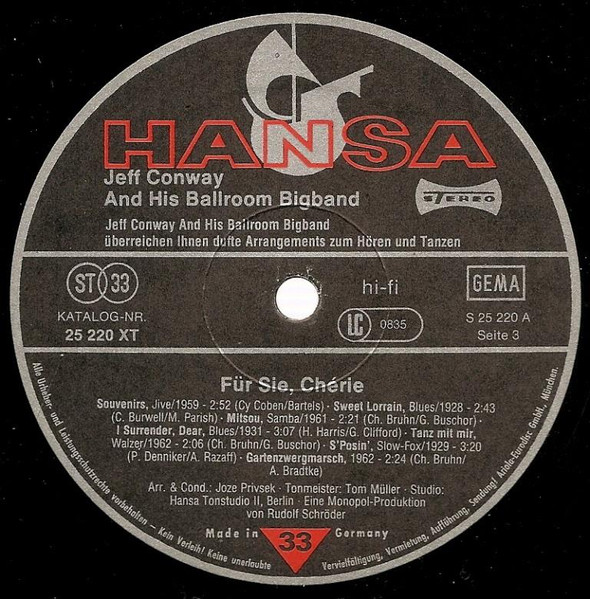 HANSA
Jeff Conway
And His Ballroom Bigband
STEREO
Jeff Conway And His Ballroom Bigband
überreichen Ihnen dufte Arrangements zum Hören und Tanzen
ST 33
hi-fi
GEMA
KATALOG-NR.
25 220 XT
LC 0835
S 25 220 A
Seite 3
Für Sie, Chérie
Souvenirs, Jive/1959 - 2:52 (Cy Coben/Bartels) · Sweet Lorrain, Blues/1928 - 2:43
(C. Burwell/M. Parish) · Mitsou, Samba/1961 - 2:21 (Ch. Bruhn/G. Buschor) ·
I Surrender, Dear, Blues/1931 - 3:07 (H. Harris/G. Clifford) · Tanz mit mir,
Walzer/1962 - 2:06 (Ch. Bruhn/G. Buschor) · S'Posin', Slow-Fox/1929 - 3:20
(P. Denniker/A. Razaff) · Gartenzwergmarsch, 1962 - 2:24 (Ch. Bruhn/
A. Bradtke)
Arr. & Cond.: Joze Privsek · Tonmeister: Tom Müller · Studio:
Hansa Tonstudio II, Berlin · Eine Monopol-Produktion
von Rudolf Schröder
Made in 33 Germany
Alle Urheber- und Leistungsschutzrechte vorbehalten – Kein Verleih! Keine unerlaubte Vervielfältigung, Vermietung, Aufführung, Sendung! Ariola-Eurodisc GmbH, München.